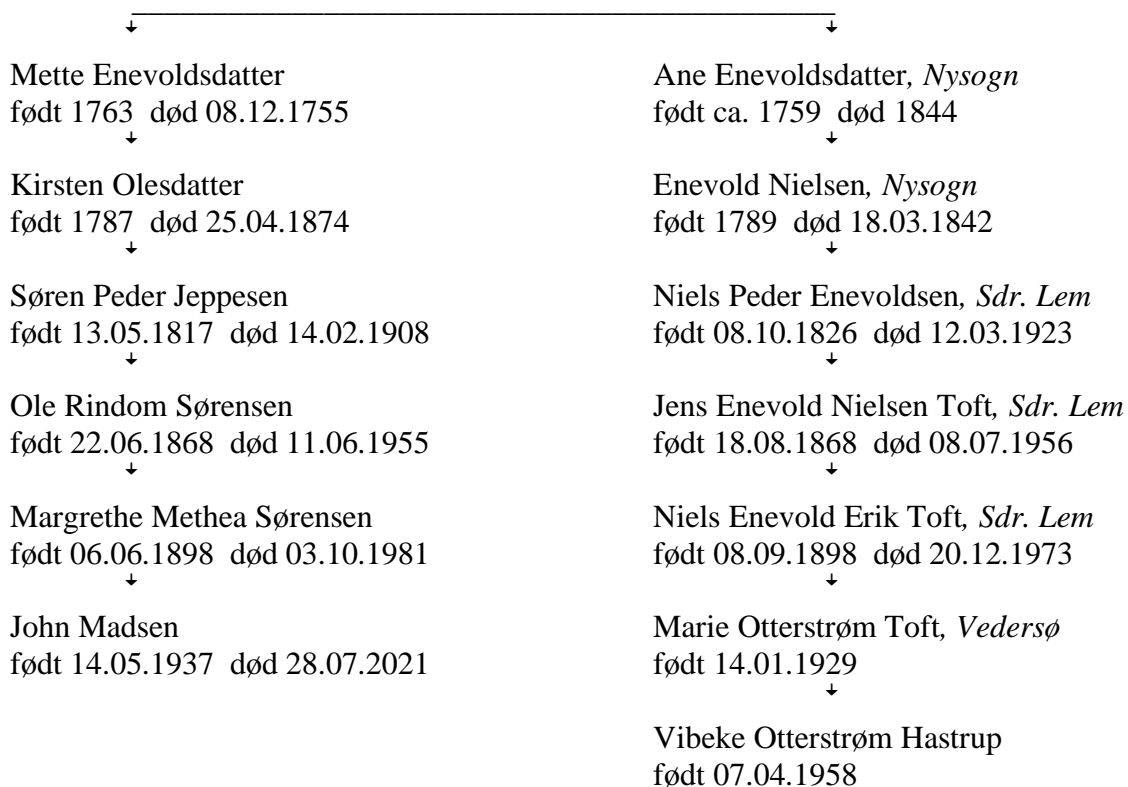 Mette Enevoldsdatter
født 1763 død 08.12.1755
Kirsten Olesdatter
født 1787 død 25.04.1874
Søren Peder Jeppesen
født 13.05.1817 død 14.02.1908
Ole Rindom Sørensen
født 22.06.1868 død 11.06.1955
Margrethe Methea Sørensen
født 06.06.1898 død 03.10.1981
John Madsen
født 14.05.1937 død 28.07.2021
Ane Enevoldsdatter, Nysogn
født ca. 1759 død 1844
Enevold Nielsen, Nysogn
født 1789 død 18.03.1842
Niels Peder Enevoldsen, Sdr. Lem
født 08.10.1826 død 12.03.1923
Jens Enevold Nielsen Toft, Sdr. Lem
født 18.08.1868 død 08.07.1956
Niels Enevold Erik Toft, Sdr. Lem
født 08.09.1898 død 20.12.1973
Marie Otterstrøm Toft, Vedersø
født 14.01.1929
Vibeke Otterstrøm Hastrup
født 07.04.1958